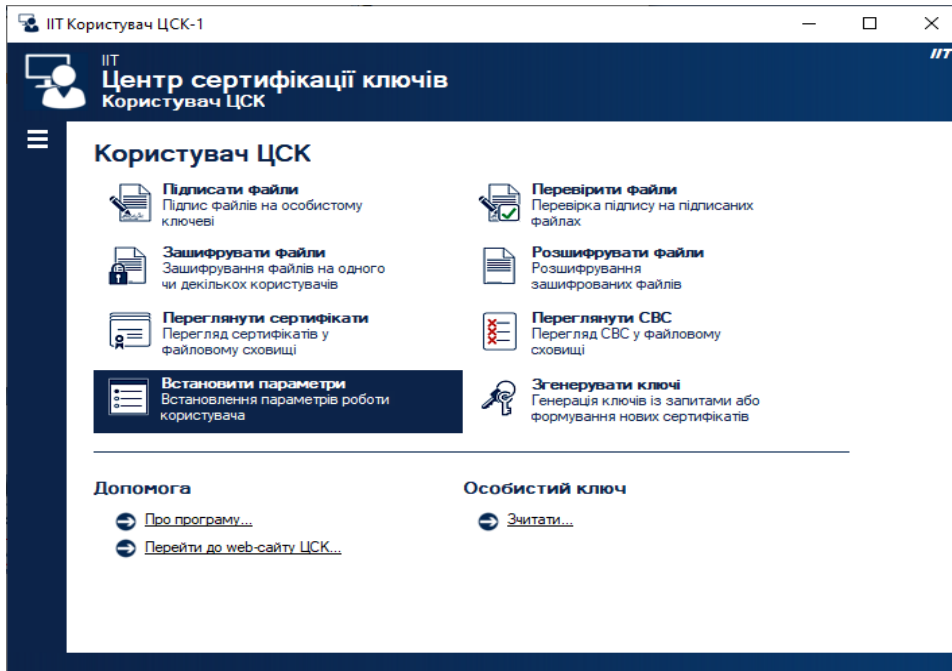 ІІТ Користувач ЦСК-1
ІІТ
ІІТ
Центр сертифікації ключів
Користувач ЦСК
Користувач ЦСК
Підписати файли
Підпис файлів на особистому
ключеві
Перевірити файли
Перевірка підпису на підписаних
файлах
Зашифрувати файли
Зашифрування файлів на одного
чи декількох користувачів
Розшифрувати файли
Розшифрування
зашифрованих файлів
Переглянути сертифікати
Перегляд сертифікатів у
файловому сховищі
Переглянути СВС
Перегляд СВС у файловому
сховищі
Встановити параметри
Встановлення параметрів роботи
користувача
Згенерувати ключі
Генерація ключів із запитами або
формування нових сертифікатів
Допомога
Про програму...
Перейти до web-сайту ЦСК...
Особистий ключ
Зчитати...